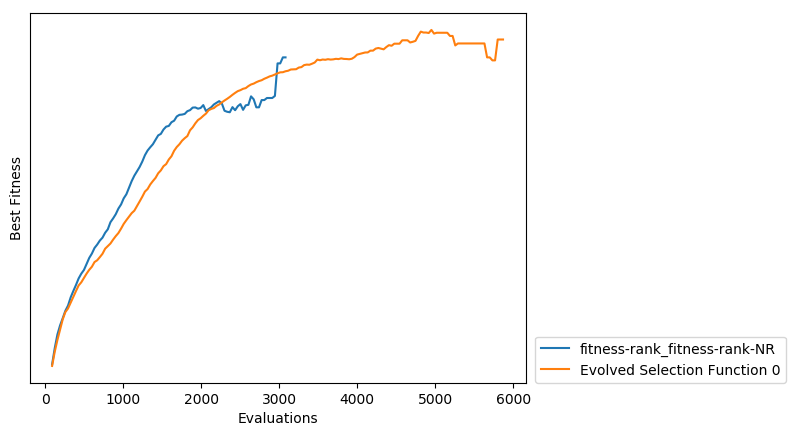 Best Fitness
0 1000 2000 3000 4000 5000 6000
Evaluations
fitness-rank_fitness-rank-NR
Evolved Selection Function 0